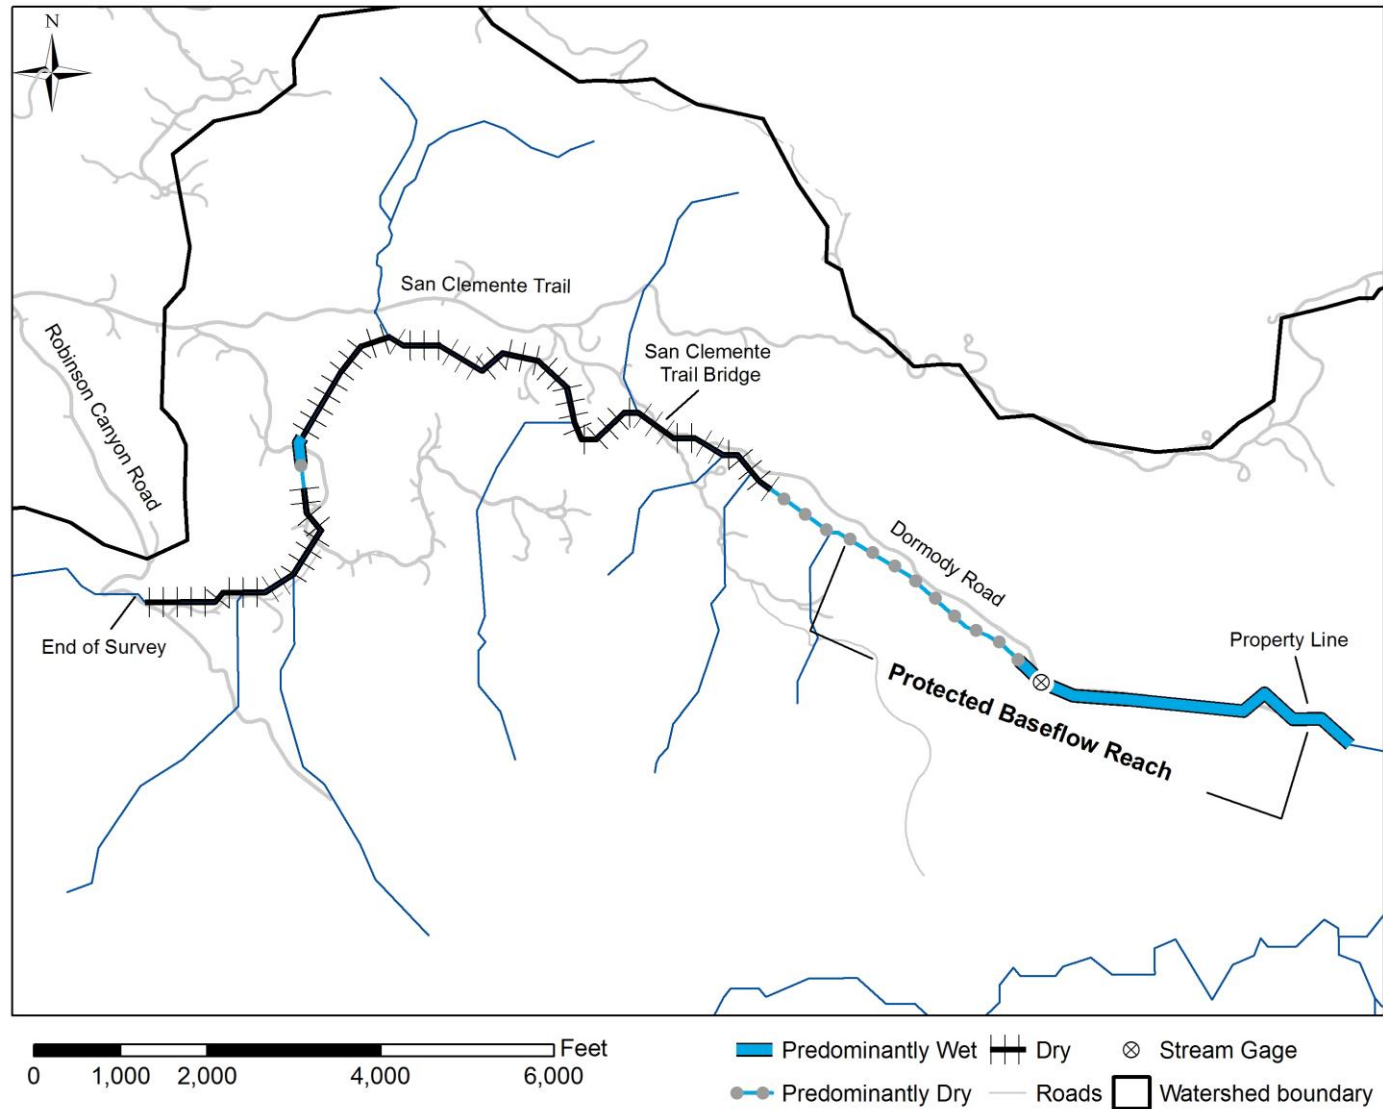 N
San Clemente Trail
Robinson Canyon Road
San Clemente
Trail Bridge
Dormody Road
End of Survey
Property Line
Protected Baseflow Reach
Feet
0 1,000 2,000 4,000 6,000
Predominantly Wet Dry Stream Gage
Predominantly Dry Roads Watershed boundary